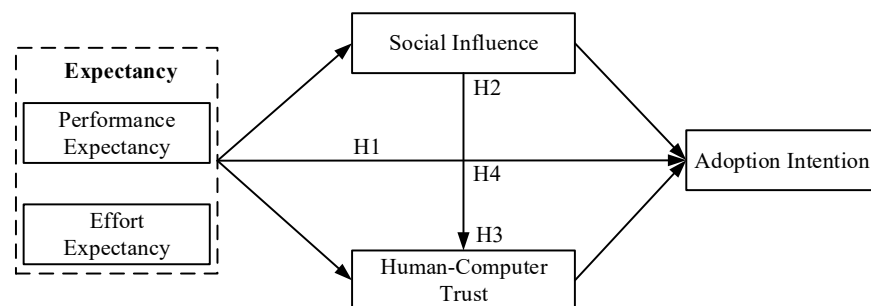 Social Influence
Expectancy
H2
Performance
Expectancy
H1
Adoption Intention
H4
Effort
Expectancy
H3
Human-Computer
Trust